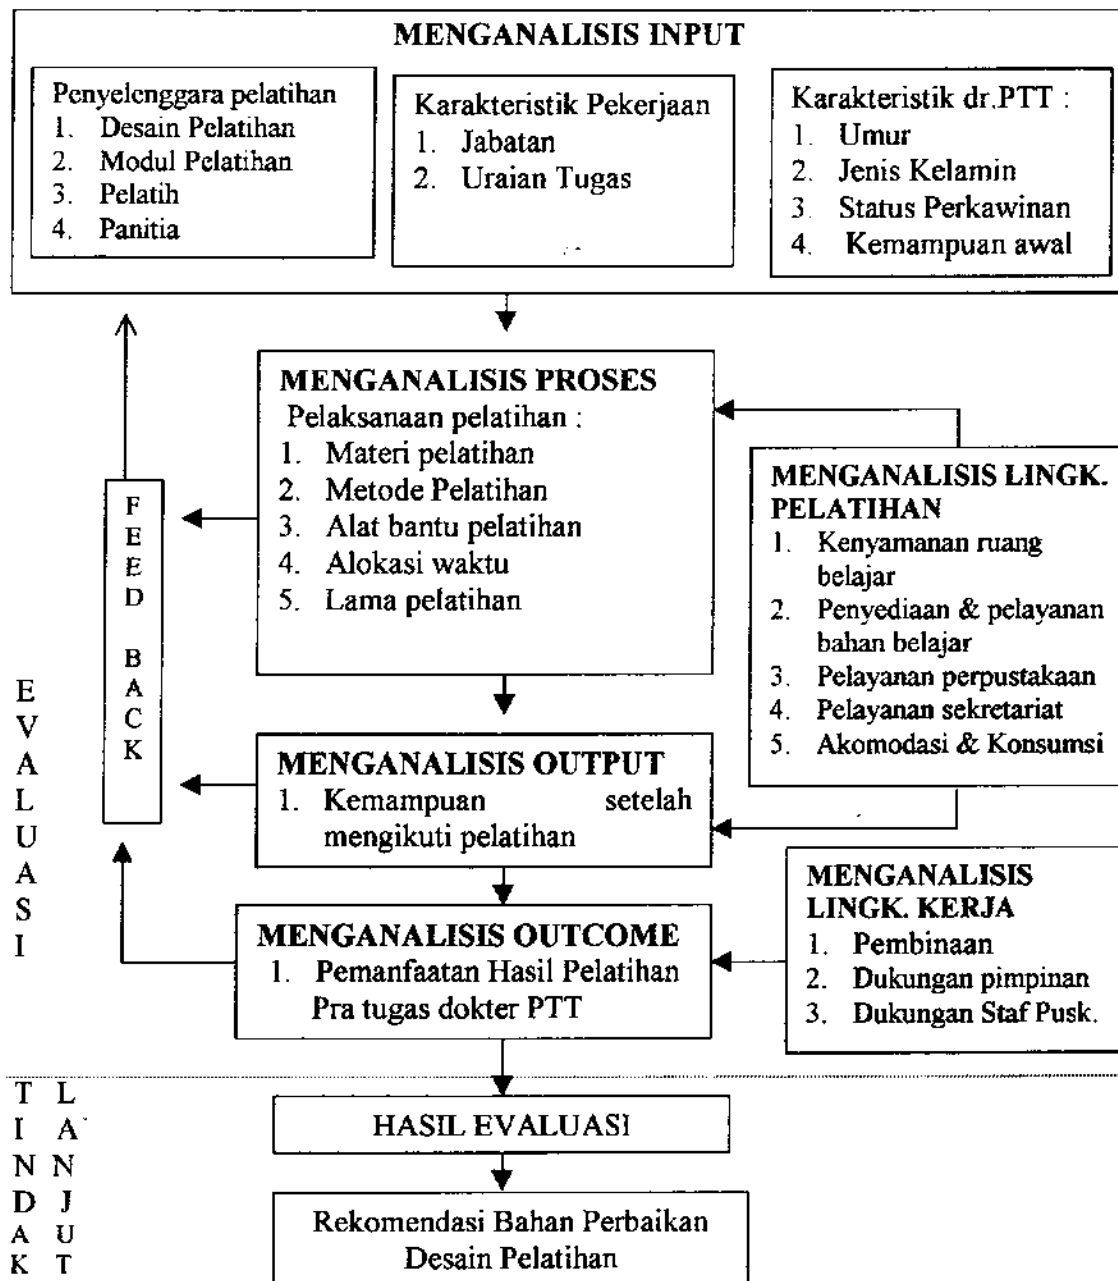 MENGANALISIS INPUT
Penyelenggara pelatihan
1. Desain Pelatihan
2. Modul Pelatihan
3. Pelatih
4. Panitia
Karakteristik Pekerjaan
1. Jabatan
2. Uraian Tugas
Karakteristik dr.PTT :
1. Umur
2. Jenis Kelamin
3. Status Perkawinan
4. Kemampuan awal
MENGANALISIS PROSES
Pelaksanaan pelatihan :
1. Materi pelatihan
2. Metode Pelatihan
3. Alat bantu pelatihan
4. Alokasi waktu
5. Lama pelatihan
FEED BACK
MENGANALISIS LINGK.
PELATIHAN
1. Kenyamanan ruang
belajar
2. Penyediaan & pelayanan
bahan belajar
3. Pelayanan perpustakaan
4. Pelayanan sekretariat
5. Akomodasi & Konsumsi
EVALUASI
MENGANALISIS OUTPUT
1. Kemampuan setelah
mengikuti pelatihan
MENGANALISIS OUTCOME
1. Pemanfaatan Hasil Pelatihan
Pra tugas dokter PTT
MENGANALISIS
LINGK. KERJA
1. Pembinaan
2. Dukungan pimpinan
3. Dukungan Staf Pusk.
TINDAK
LANJUT
HASIL EVALUASI
Rekomendasi Bahan Perbaikan
Desain Pelatihan